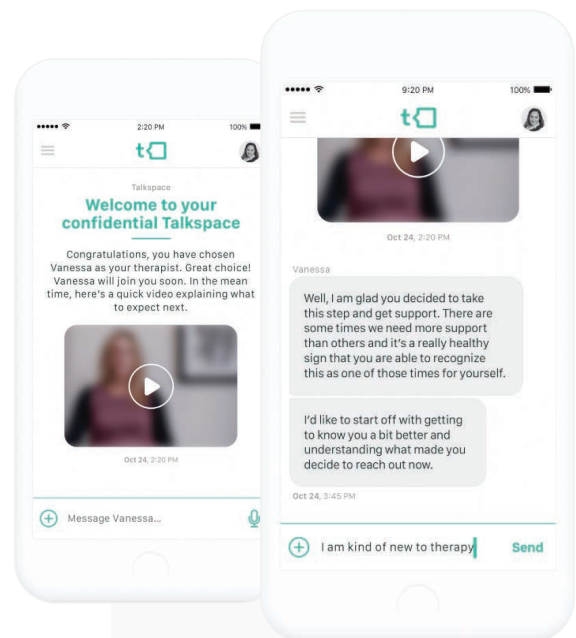 2:20 PM
100%
t
Talkspace
Welcome to your
confidential Talkspace
Congratulations, you have chosen
Vanessa as your therapist. Great choice!
Vanessa will join you soon. In the mean
time, here's a quick video explaining what
to expect next.
Oct 24, 2:20 PM
Message Vanessa...
9:20 PM
100%
t
Oct 24, 2:20 PM
Vanessa
Well, I am glad you decided to take
this step and get support. There are
some times we need more support
than others and it's a really healthy
sign that you are able to recognize
this as one of those times for yourself.
I'd like to start off with getting
to know you a bit better and
understanding what made you
decide to reach out now.
Oct 24, 3:45 PM
I am kind of new to therapy
Send